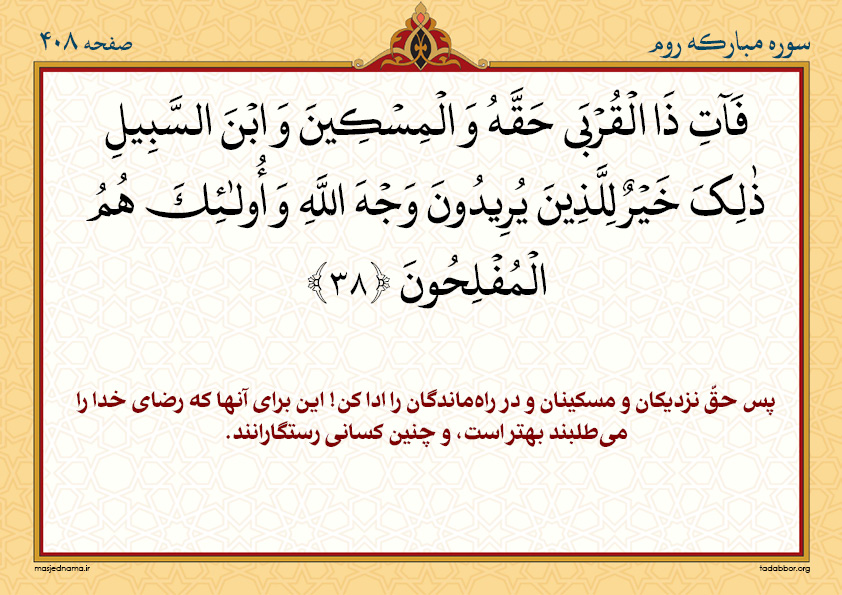 سوره مبارکه روم
صفحه ۴۰۸
فَآتِ ذَا الْقُرْبَى حَقَّهُ وَ الْمِسْكِينَ وَ ابْنَ السَّبِيلِ
ذَٰلِکَ خَيْرٌ لِلَّذِينَ يُرِيدُونَ وَجْهَ اللَّهِ وَ أُولَٰئِكَ هُمُ
الْمُفْلِحُونَ ﴿۳۸﴾
پس حقّ نزدیکان و مسکینان و در راه‌ماندگان را ادا کن! این برای آنها که رضای خدا را
می‌طلبند بهتر است، و چنین کسانی رستگارانند.
masjednama.ir
tadabbor.org